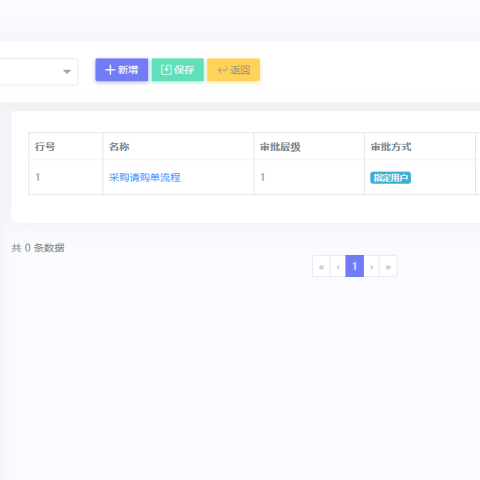 新增 保存 返回
行号 名称 审批层级 审批方式
1 采购请购单流程 1 指定用户
共 0 条数据
« ‹ 1 › »